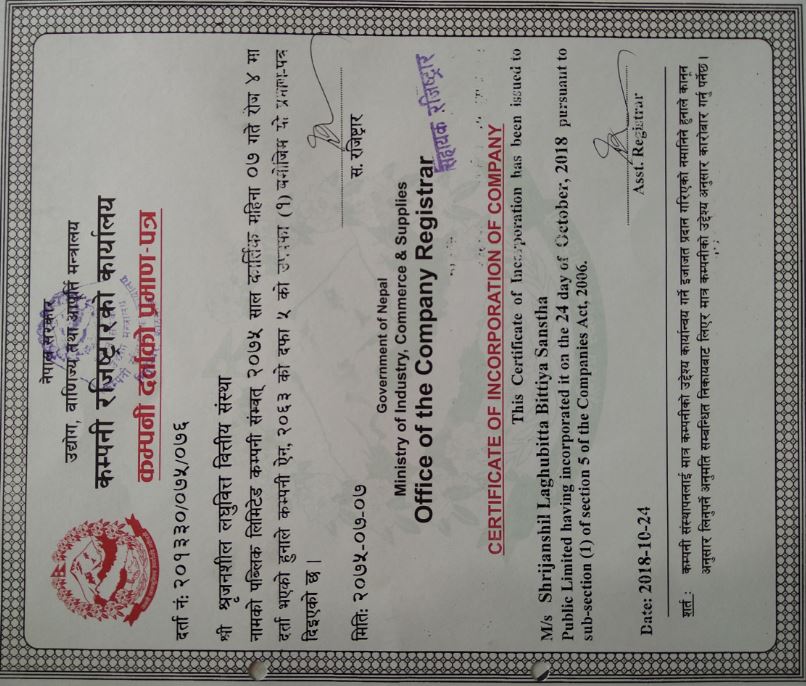 नेपाल सरकार
उद्योग, वाणिज्य तथा आपूर्ति मन्त्रालय
कम्पनी रजिष्ट्रारको कार्यालय
कम्पनी दर्ताको प्रमाण-पत्र
दर्ता नं: २०१३३०/०७५/०७६
श्री श्रृजनशील लघुवित्त वित्तीय संस्था
नामको पब्लिक लिमिटेड कम्पनी संम्वत् २०७५ साल कार्तिक महिना ०७ गते रोज ४ मा
दर्ता भएको हुनाले कम्पनी ऐन, २०६३ को दफा ५ को उपदफा (१) बमोजिम यो प्रमाण-पत्र
दिइएको छ।
स. रजिष्ट्रार
सहायक रजिष्ट्रार
मिति: २०७५-०७-०७
Government of Nepal
Ministry of Industry, Commerce & Supplies
Office of the Company Registrar
CERTIFICATE OF INCORPORATION OF COMPANY
This Certificate of Incorporation has been issued to
M/s Shrijanshil Laghubitta Bittiya Sanstha
Public Limited having incorporated it on the 24 day of October, 2018 pursuant to
sub-section (1) of section 5 of the Companies Act, 2006.
Asst. Registrar
Date: 2018-10-24
शर्त : कम्पनी संस्थापनलाई मात्र कम्पनीको उद्देश्य कार्यान्वय गर्ने इजाजत प्रदान गरिएको नमानिने हुनाले कानून
अनुसार लिनुपर्ने अनुमति सम्बन्धित निकायबाट लिएर मात्र कम्पनीको उद्देश्य अनुसार कारोबार गर्नु पर्नेछ।